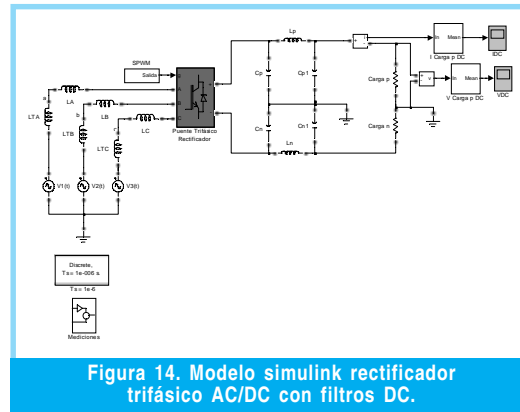 SPWM
Salida
g
A
B
C
+
-
Puente Trifásico
Rectificador
a
LA
b
LB
r
LC
LTA
LTB
LTC
V1(t)
V2(t)
V3(t)
Lp
Cp
Cp1
Cn
Cn1
Ln
+
-
i
In
Mean
I Carga p DC
IDC
Carga p
+
-
v
In
Mean
V Carga p DC
VDC
Carga n
Discrete,
Ts = 1e-006 s.
Ts = 1e-6
Mediciones
Figura 14. Modelo simulink rectificador
trifásico AC/DC con filtros DC.